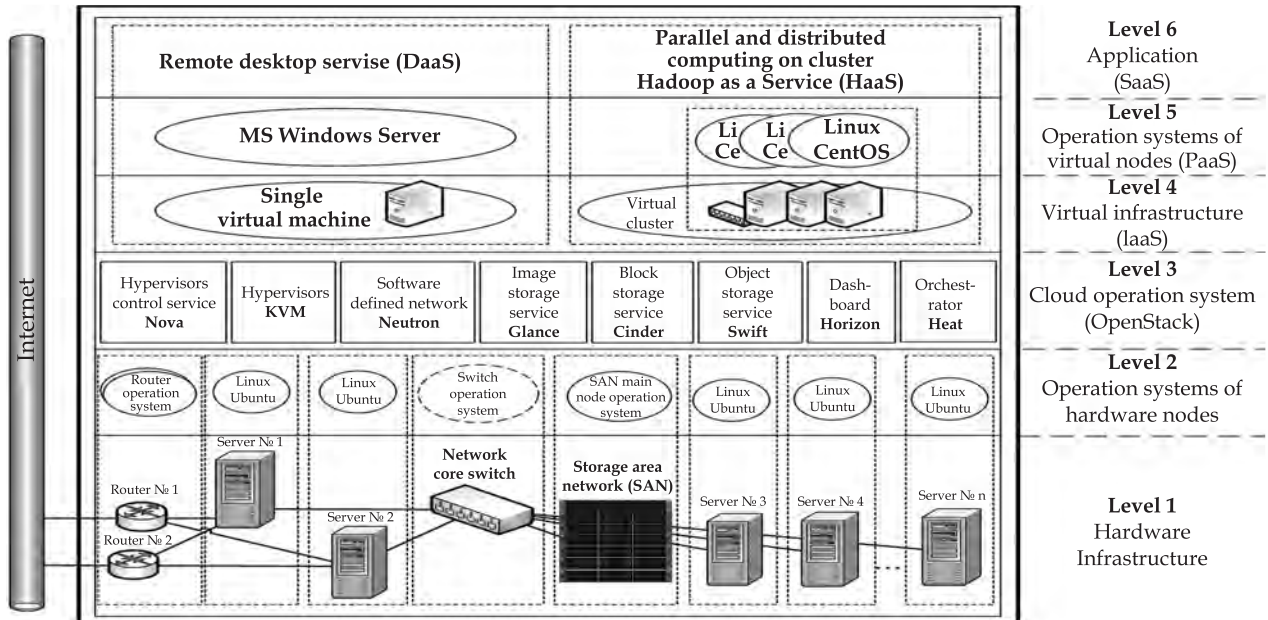 Internet
Remote desktop servise (DaaS)
Parallel and distributed
computing on cluster
Hadoop as a Service (HaaS)
Level 6
Application
(SaaS)
MS Windows Server
Li
Ce
Li
Ce
Linux
CentOS
Level 5
Operation systems of
virtual nodes (PaaS)
Single
virtual machine
Virtual
cluster
Level 4
Virtual infrastructure
(IaaS)
Hypervisors
control service
Nova
Hypervisors
KVM
Software
defined network
Neutron
Image
storage
service
Glance
Block
storage
service
Cinder
Object
storage
service
Swift
Dash-
board
Horizon
Orchest-
rator
Heat
Level 3
Cloud operation system
(OpenStack)
Router
operation
system
Linux
Ubuntu
Linux
Ubuntu
Switch
operation
system
SAN main
node operation
system
Linux
Ubuntu
Linux
Ubuntu
Linux
Ubuntu
Level 2
Operation systems of
hardware nodes
Router № 1
Router № 2
Server № 1
Server № 2
Network
core switch
Storage area
network (SAN)
Server № 3
Server № 4
Server № n
Level 1
Hardware
Infrastructure